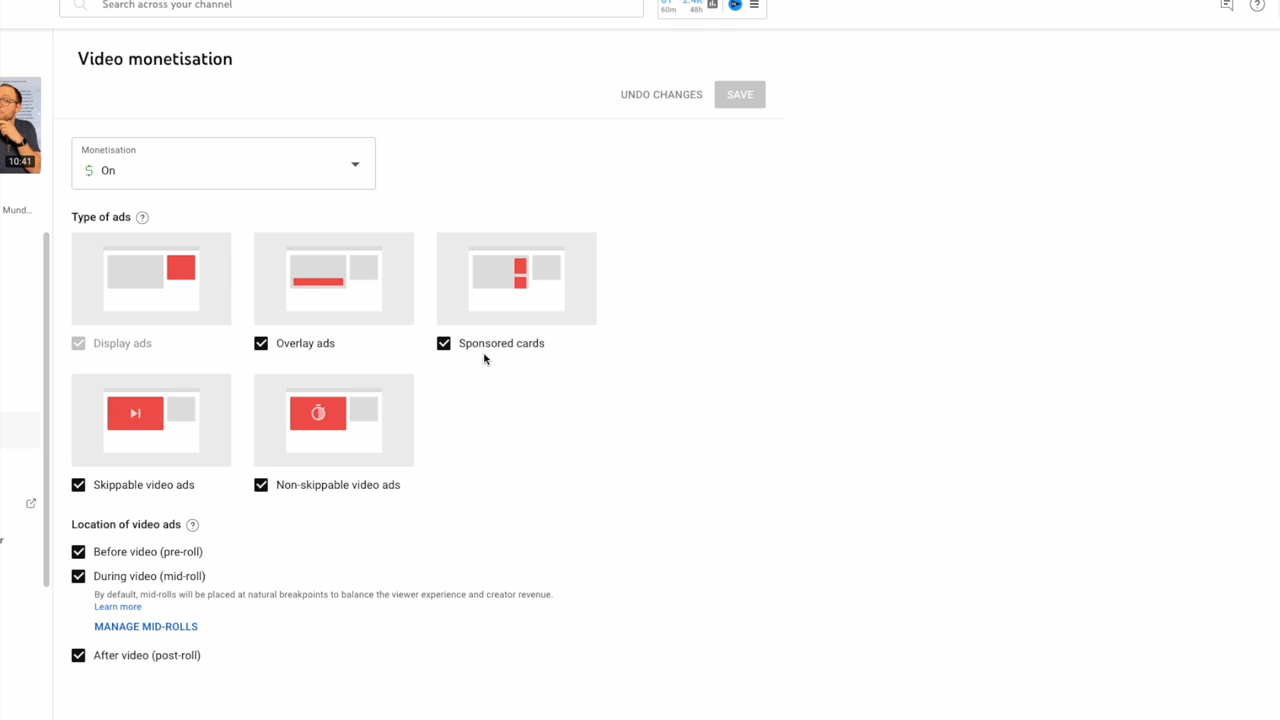 Search across your channel
60m 48h
Video monetisation
UNDO CHANGES SAVE
10:41
Monetisation
On
Mund...
Type of ads
Display ads
Overlay ads
Sponsored cards
Skippable video ads
Non-skippable video ads
Location of video ads
Before video (pre-roll)
During video (mid-roll)
By default, mid-rolls will be placed at natural breakpoints to balance the viewer experience and creator revenue.
Learn more
MANAGE MID-ROLLS
After video (post-roll)